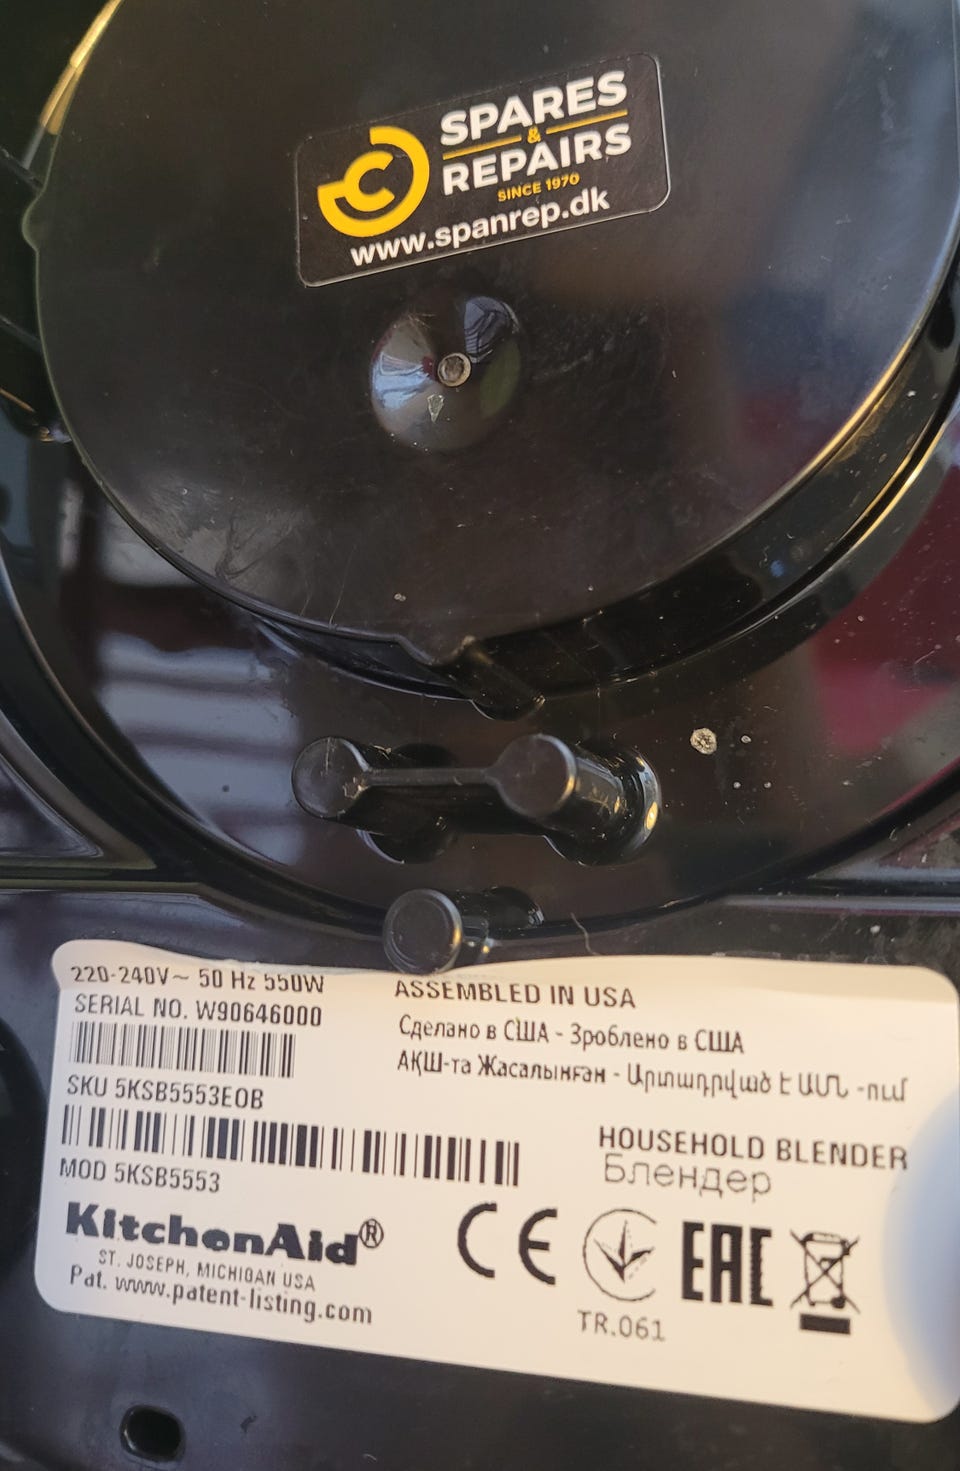 SPARES
&
REPAIRS
SINCE 1970
www.spanrep.dk
220-240V~ 50 Hz 550W
SERIAL NO. W90646000
SKU 5KSB5553EOB
MOD 5KSB5553
KitchenAid®
ST. JOSEPH, MICHIGAN USA
Pat. www.patent-listing.com
ASSEMBLED IN USA
Сделано в США - Зроблено в США
АҚШ-та Жасалынған - Արտադրված է ԱՄՆ -ում
HOUSEHOLD BLENDER
Блендер
CE
EAC
TR.061